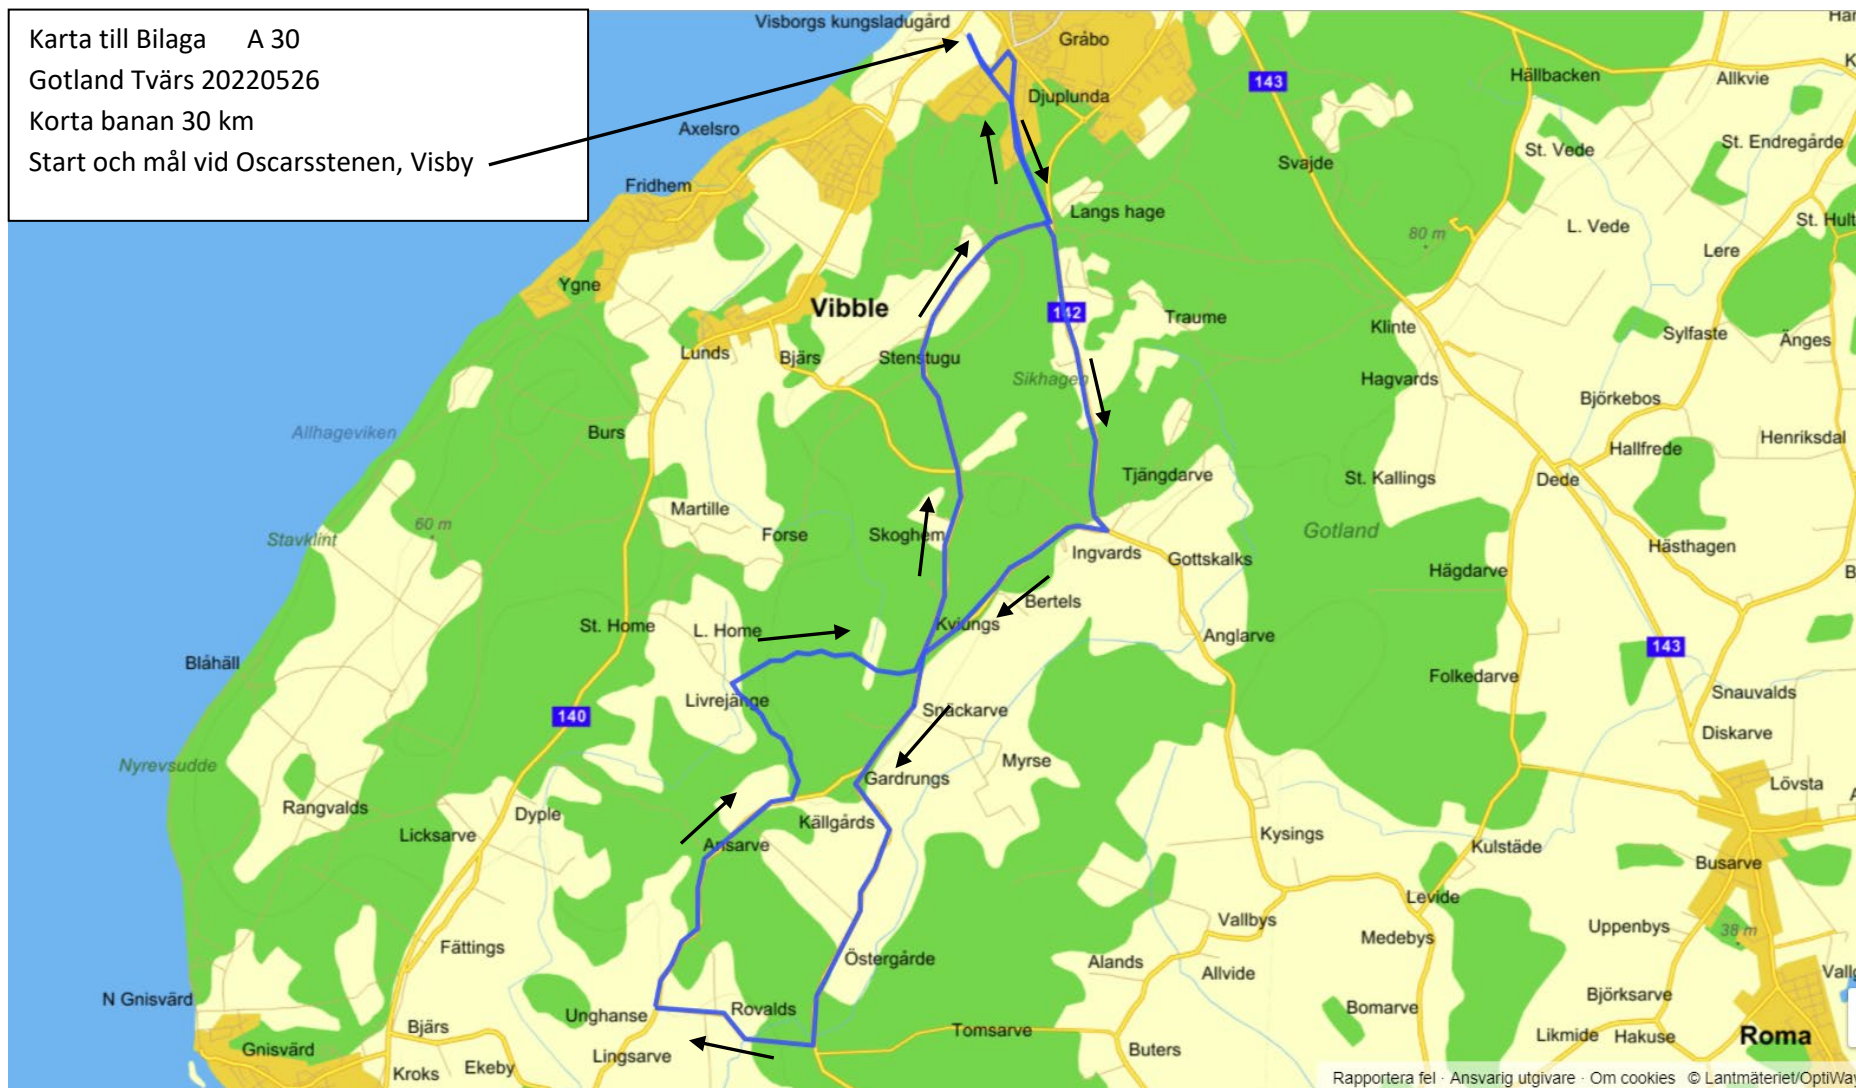 Karta till Bilaga A 30
Gotland Tvärs 20220526
Korta banan 30 km
Start och mål vid Oscarsstenen, Visby
Visborgs kungsladugård
Gråbo
143
Hällbacken
Allkvie
Djuplunda
Axelsro
St. Vede
St. Endregårde
Svajde
Fridhem
Langs hage
L. Vede
St. Hult
80 m
Lere
Ygne
Vibble
142
Traume
Klinte
Sylfaste
Änges
Lunds
Bjärs
Stenstugu
Sikhagen
Hagvards
Björkebos
Allhageviken
Burs
Henriksdal
Hallfrede
Tjängdarve
St. Kallings
Dede
Martille
60 m
Stavklint
Forse
Skoghem
Gotland
Ingvards
Gottskalks
Hästhagen
Hägdarve
Bertels
St. Home
L. Home
Kviungs
Anglarve
143
Blåhäll
Folkedarve
Livrejänge
Snäckarve
Snauvalds
140
Diskarve
Nyrevsudde
Myrse
Gardrungs
Lövsta
Rangvalds
Dyple
Licksarve
Källgårds
Kysings
Ansarve
Kulstäde
Busarve
Levide
Vallbys
Uppenbys
38 m
Fättings
Medebys
Östergårde
Alands
Allvide
N Gnisvärd
Björksarve
Unghanse
Rovalds
Bomarve
Bjärs
Tomsarve
Likmide
Hakuse
Roma
Gnisvärd
Lingsarve
Buters
Ekeby
Kroks
Rapportera fel · Ansvarig utgivare · Om cookies © Lantmäteriet/OptiWay